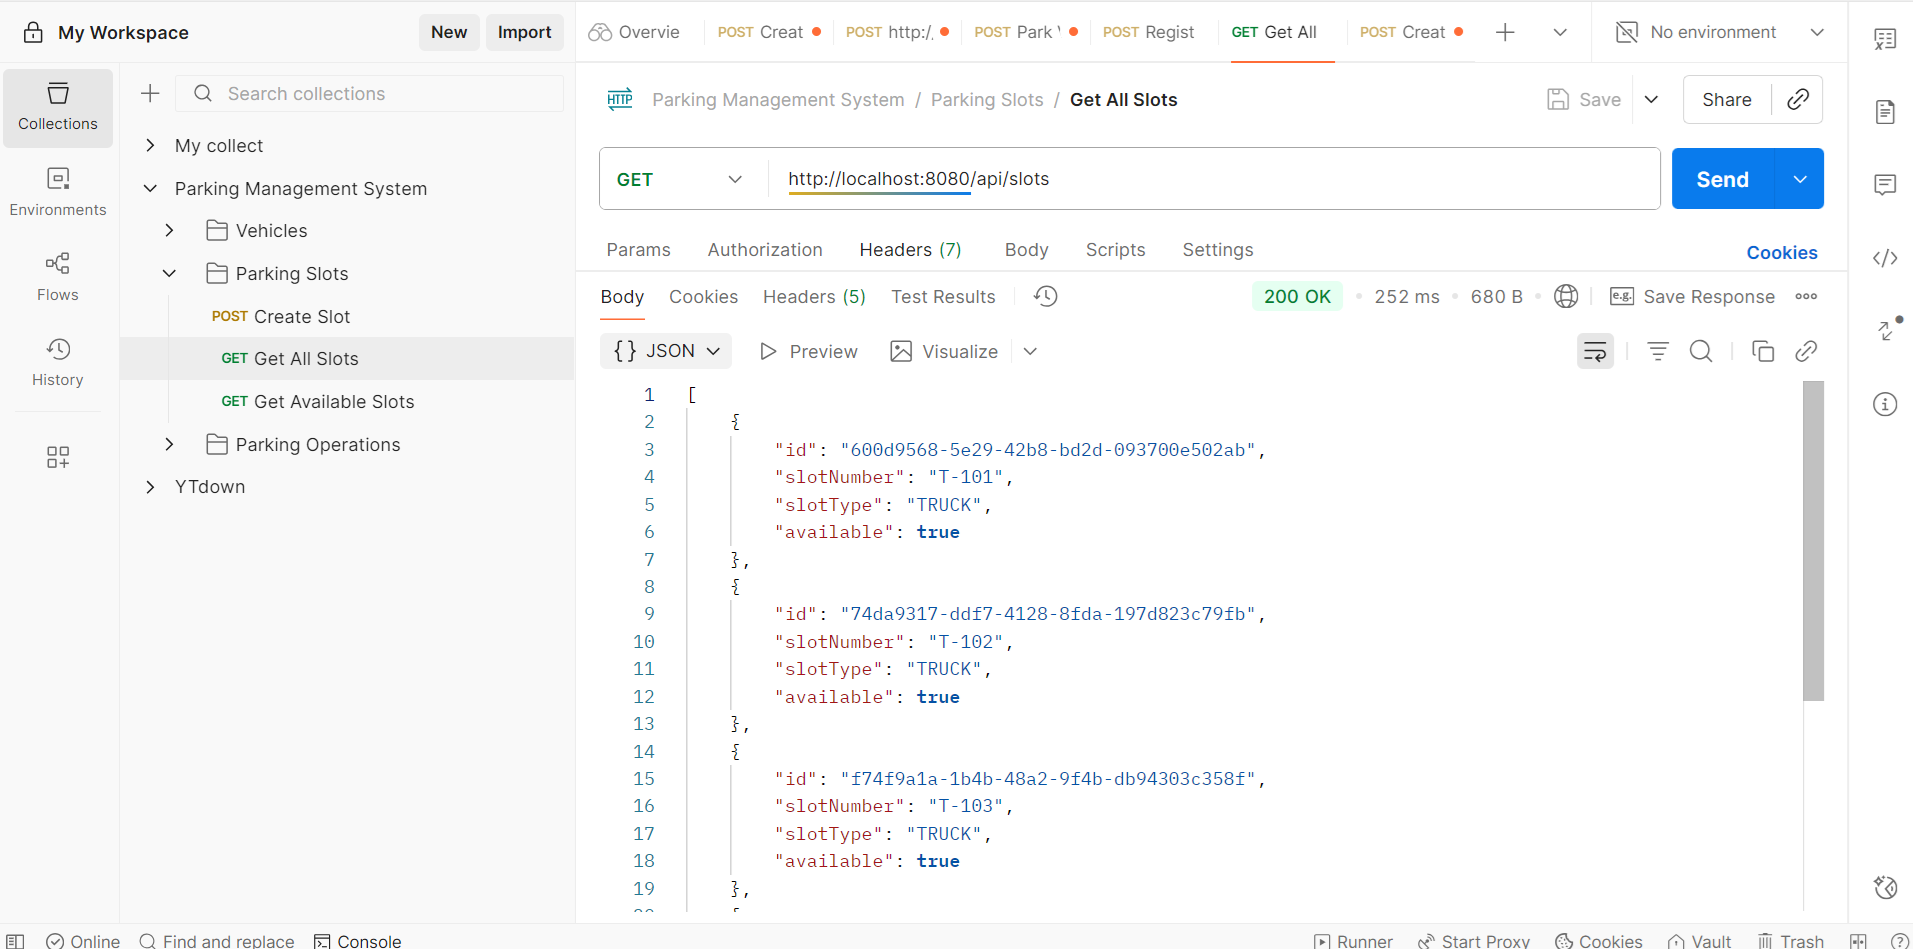 My Workspace
New
Import
Overvie
POST Creat
POST http:/,
POST Park
POST Regist
GET Get All
POST Creat
No environment
Collections
Environments
Flows
History
Search collections
My collect
Parking Management System
Vehicles
Parking Slots
POST Create Slot
GET Get All Slots
GET Get Available Slots
Parking Operations
YTdown
HTTP Parking Management System / Parking Slots / Get All Slots
Save
Share
GET
http://localhost:8080/api/slots
Send
Params Authorization Headers (7) Body Scripts Settings
Cookies
Body Cookies Headers (5) Test Results
200 OK • 252 ms • 680 B •
e.g. Save Response
{} JSON
Preview
Visualize
1 [
2 {
3 "id": "600d9568-5e29-42b8-bd2d-093700e502ab",
4 "slotNumber": "T-101",
5 "slotType": "TRUCK",
6 "available": true
7 },
8 {
9 "id": "74da9317-ddf7-4128-8fda-197d823c79fb",
10 "slotNumber": "T-102",
11 "slotType": "TRUCK",
12 "available": true
13 },
14 {
15 "id": "f74f9a1a-1b4b-48a2-9f4b-db94303c358f",
16 "slotNumber": "T-103",
17 "slotType": "TRUCK",
18 "available": true
19 },
Online
Find and replace
Console
Runner
Start Proxy
Cookies
Vault
Trash